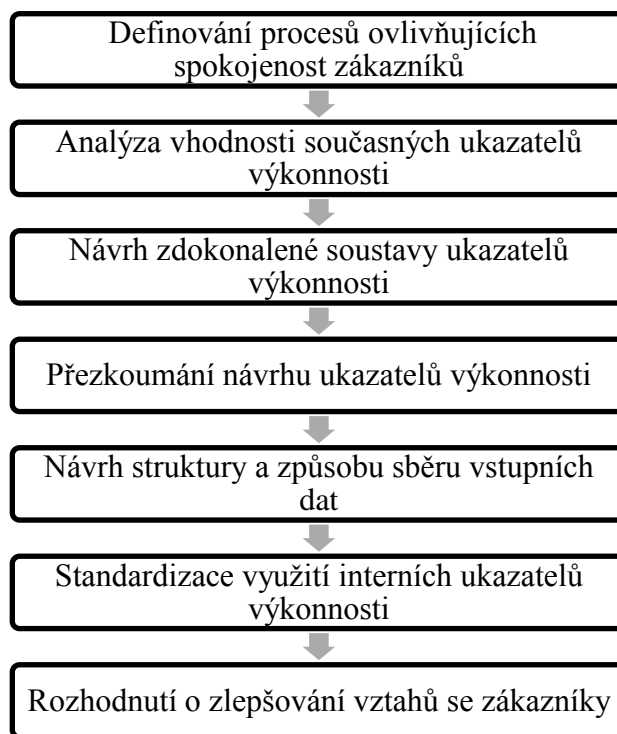 Definování procesů ovlivňujících
spokojenost zákazníků
Analýza vhodnosti současných ukazatelů
výkonnosti
Návrh zdokonalené soustavy ukazatelů
výkonnosti
Přezkoumání návrhu ukazatelů výkonnosti
Návrh struktury a způsobu sběru vstupních
dat
Standardizace využití interních ukazatelů
výkonnosti
Rozhodnutí o zlepšování vztahů se zákazníky